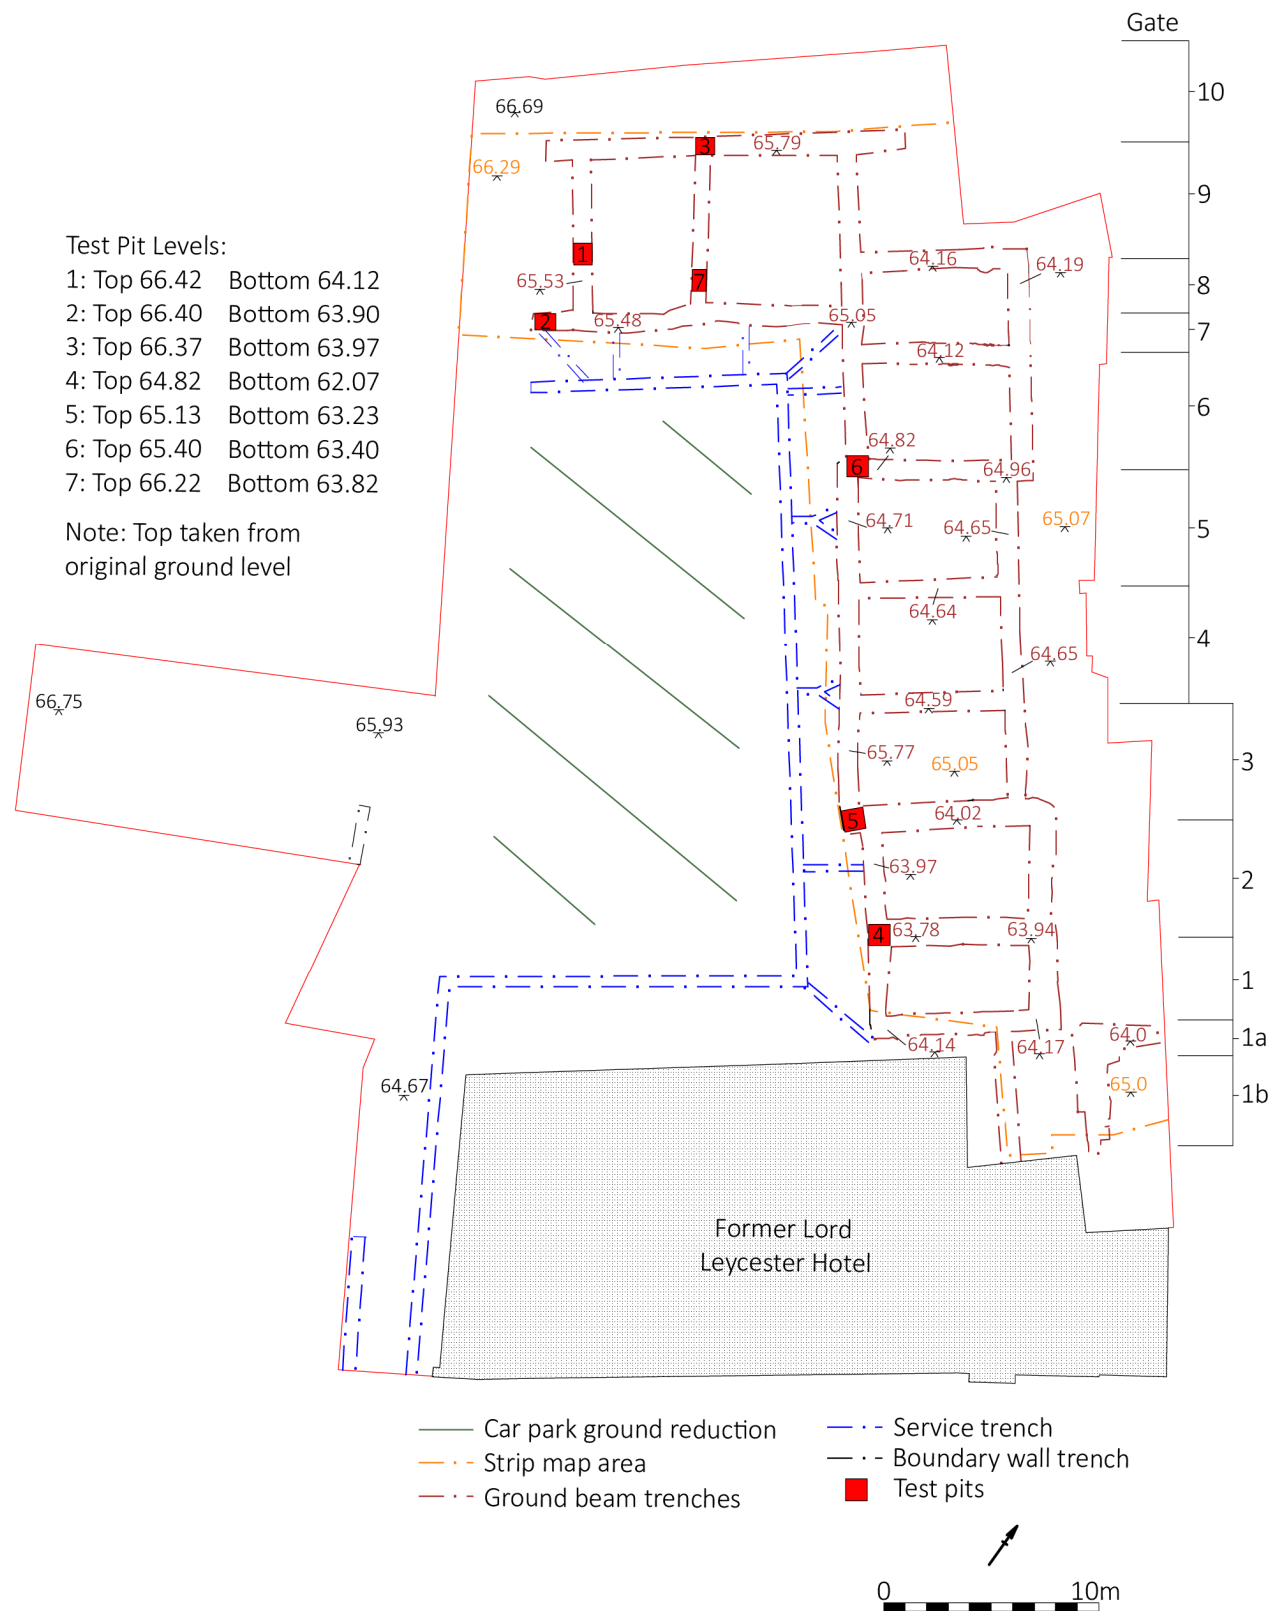 Gate
10
9
8
7
6
5
4
3
2
1
1a
1b
66.69
66.29
3
65.79
1
65.53
7
2
65.48
65.05
64.16
64.19
64.12
Test Pit Levels:
1: Top 66.42 Bottom 64.12
2: Top 66.40 Bottom 63.90
3: Top 66.37 Bottom 63.97
4: Top 64.82 Bottom 62.07
5: Top 65.13 Bottom 63.23
6: Top 65.40 Bottom 63.40
7: Top 66.22 Bottom 63.82
Note: Top taken from
original ground level
64.82
6
64.96
64.71
64.65
65.07
64.64
64.65
66.75
65.93
64.59
65.77
65.05
5
64.02
63.97
4
63.78
63.94
64.14
64.17
64.0
64.67
65.0
Former Lord
Leycester Hotel
Car park ground reduction
Strip map area
Ground beam trenches
Service trench
Boundary wall trench
Test pits
0 10m